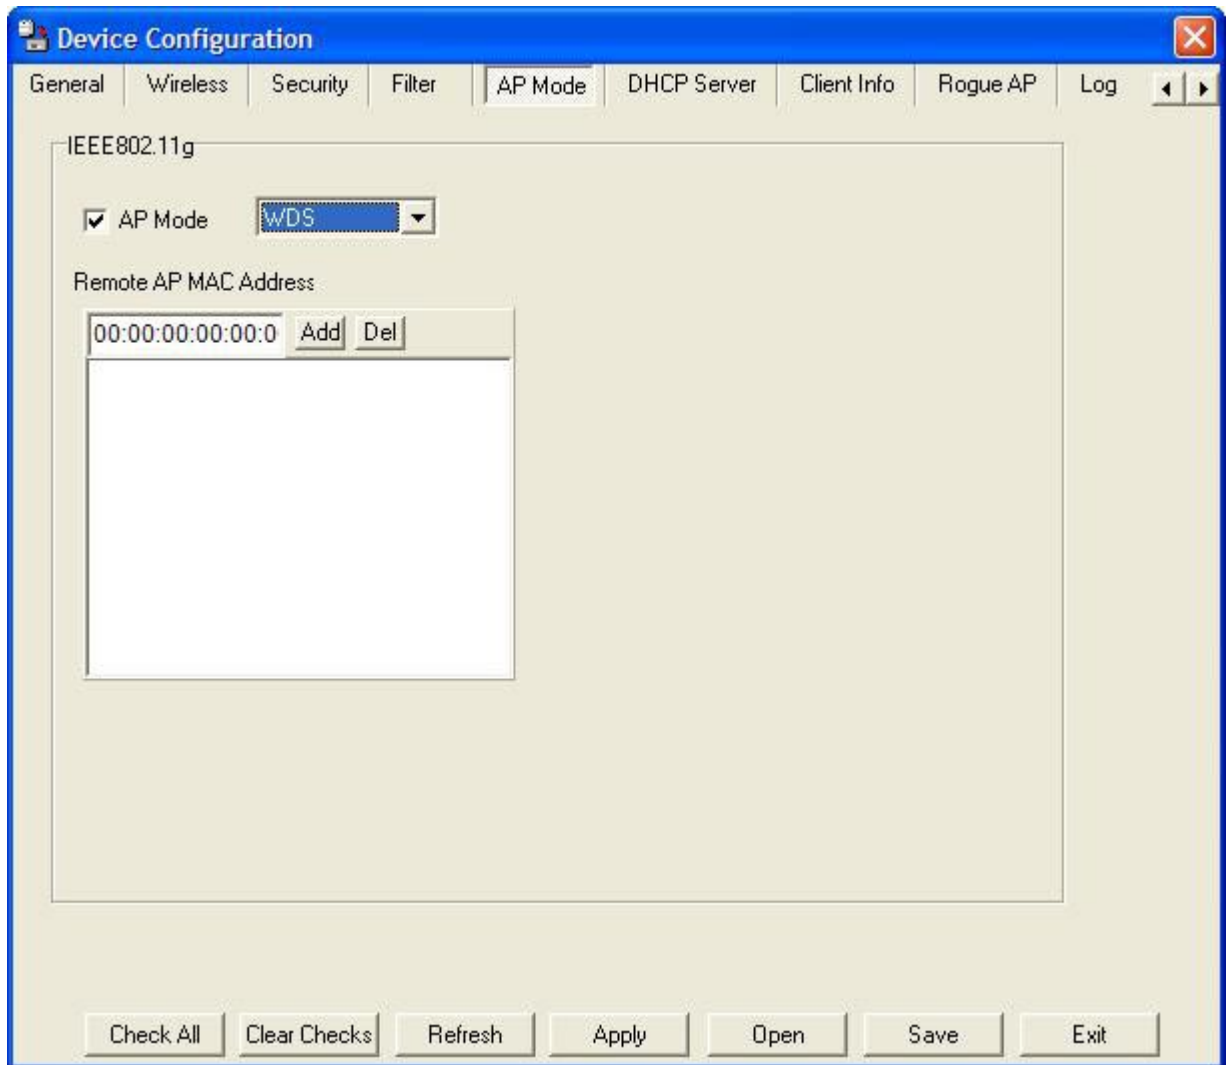 Device Configuration
General Wireless Security Filter AP Mode DHCP Server Client Info Rogue AP Log
IEEE802.11g
AP Mode WDS
Remote AP MAC Address
00:00:00:00:00:0 Add Del
Check All Clear Checks Refresh Apply Open Save Exit